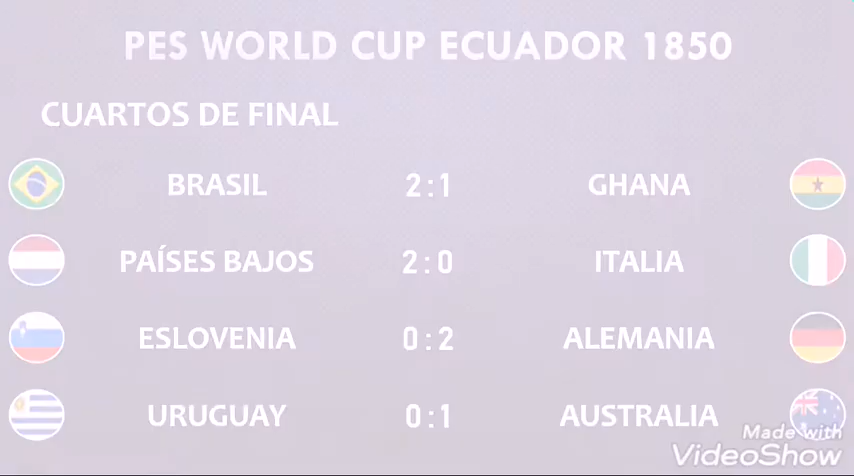 PES WORLD CUP ECUADOR 1850
CUARTOS DE FINAL
BRASIL 2:1 GHANA
PAÍSES BAJOS 2:0 ITALIA
ESLOVENIA 0:2 ALEMANIA
URUGUAY 0:1 AUSTRALIA
Made with
VideoShow